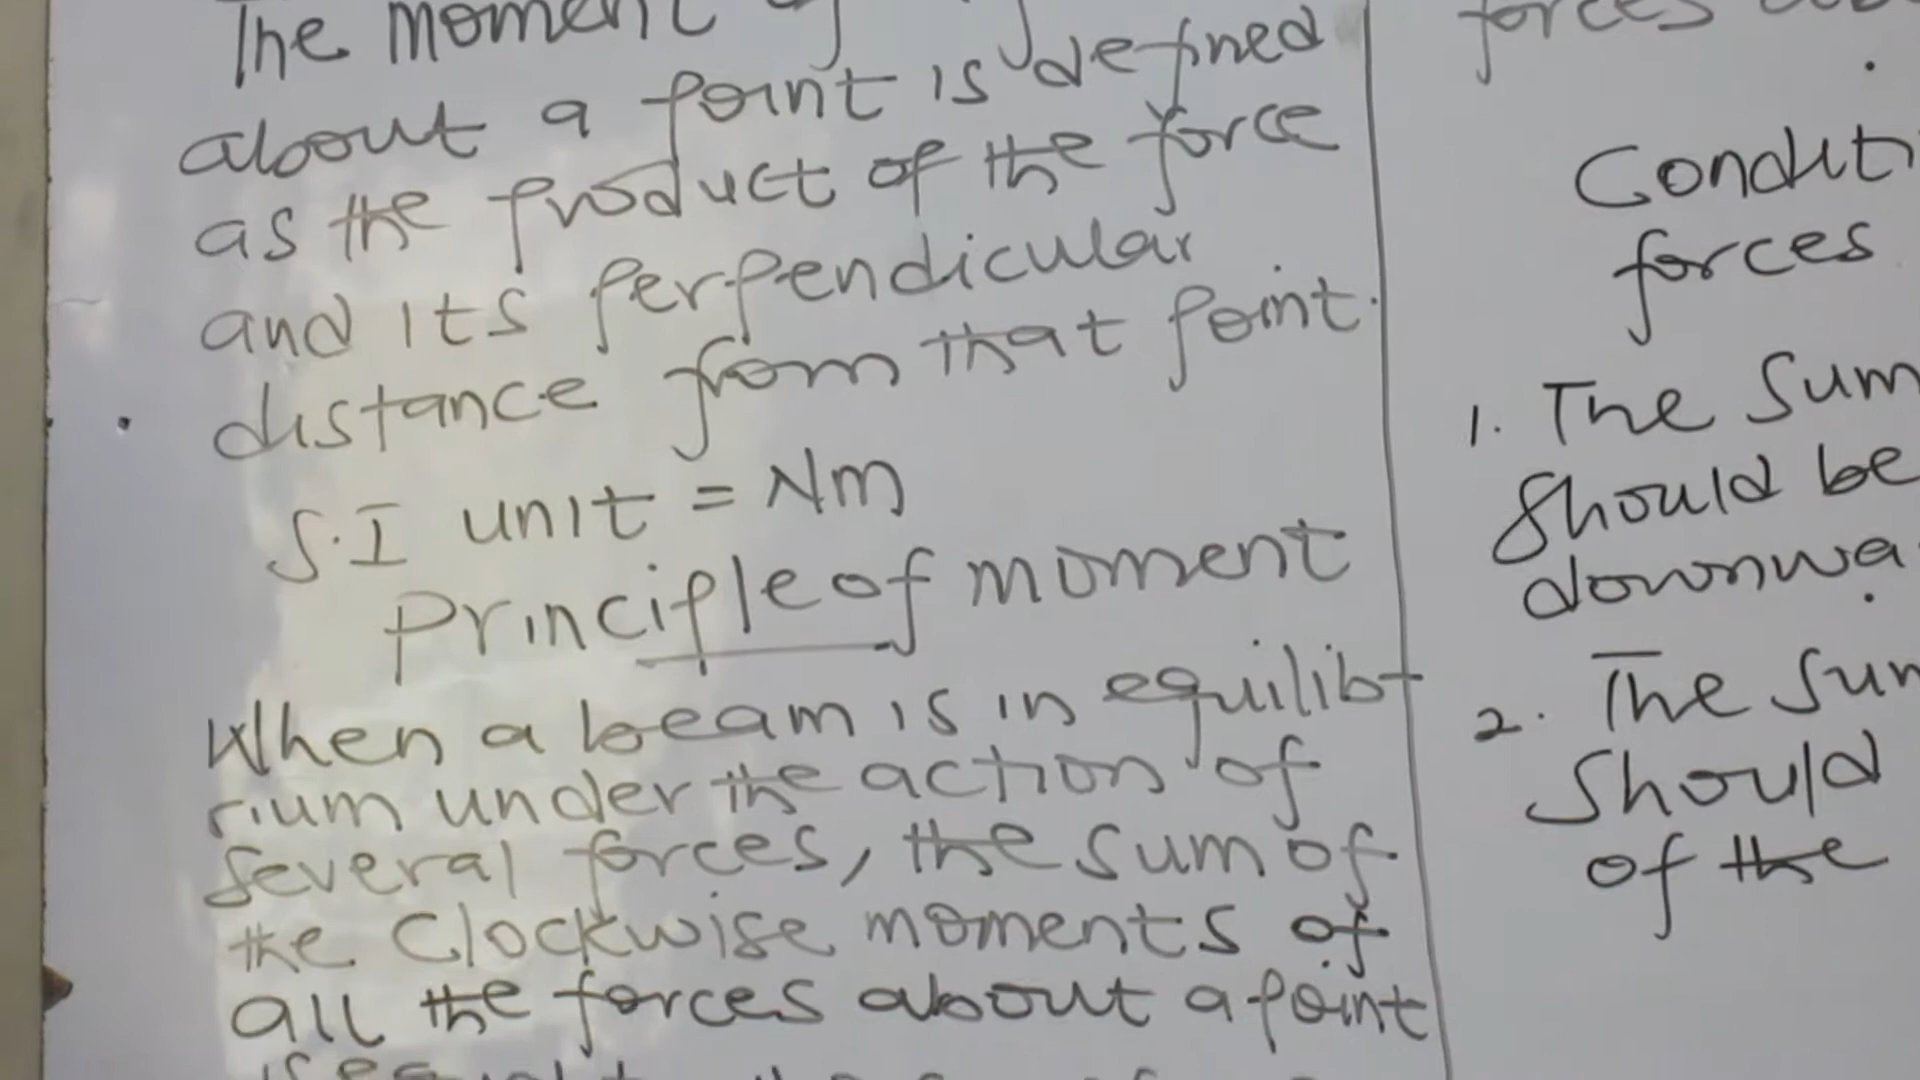 The moment
about a point is defined
as the product of the force
and its perpendicular
distance from that point.
S.I unit = Nm
Principle of moment
When a beam is in equilib-
rium under the action of
several forces, the sum of
the Clockwise moments of
all the forces about a point
forces
Conditi
forces
1. The Sum
Should be
downwa
2. The Sum
Should
of the